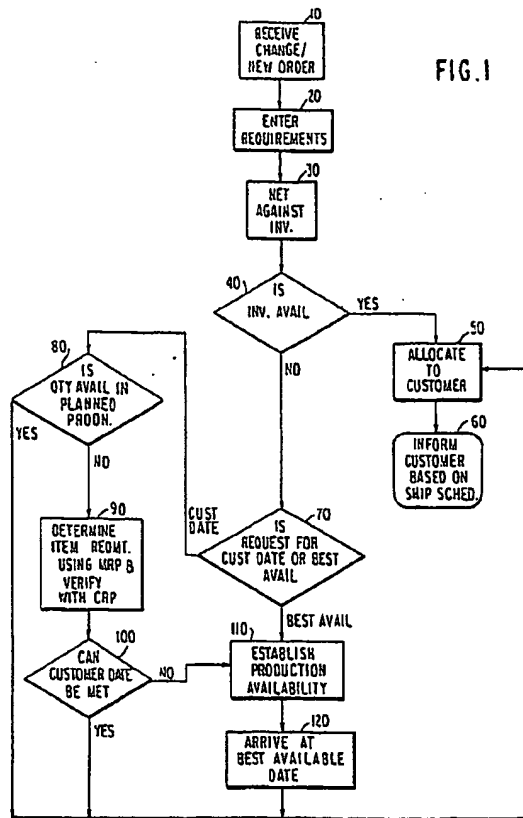 FIG.1
10
RECEIVE
CHANGE/
NEW ORDER
20
ENTER
REQUIREMENTS
30
NET
AGAINST
INV.
40
IS
INV. AVAIL
YES
NO
50
ALLOCATE
TO
CUSTOMER
60
INFORM
CUSTOMER
BASED ON
SHIP SCHED.
70
IS
REQUEST FOR
CUST DATE OR BEST
AVAIL
CUST
DATE
BEST AVAIL
80
IS
QTY AVAIL IN
PLANNED
PRODN.
YES
NO
90
DETERMINE
ITEM REQMT.
USING MRP &
VERIFY
WITH CRP
100
CAN
CUSTOMER DATE
BE MET
NO
YES
110
ESTABLISH
PRODUCTION
AVAILABILITY
120
ARRIVE AT
BEST AVAILABLE
DATE